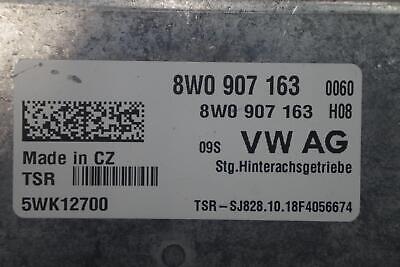 8W0 907 163 0060
8W0 907 163 H08
09S VW AG
Made in CZ
Stg.Hinterachsgetriebe
TSR
5WK12700 TSR-SJ828.10.18F4056674